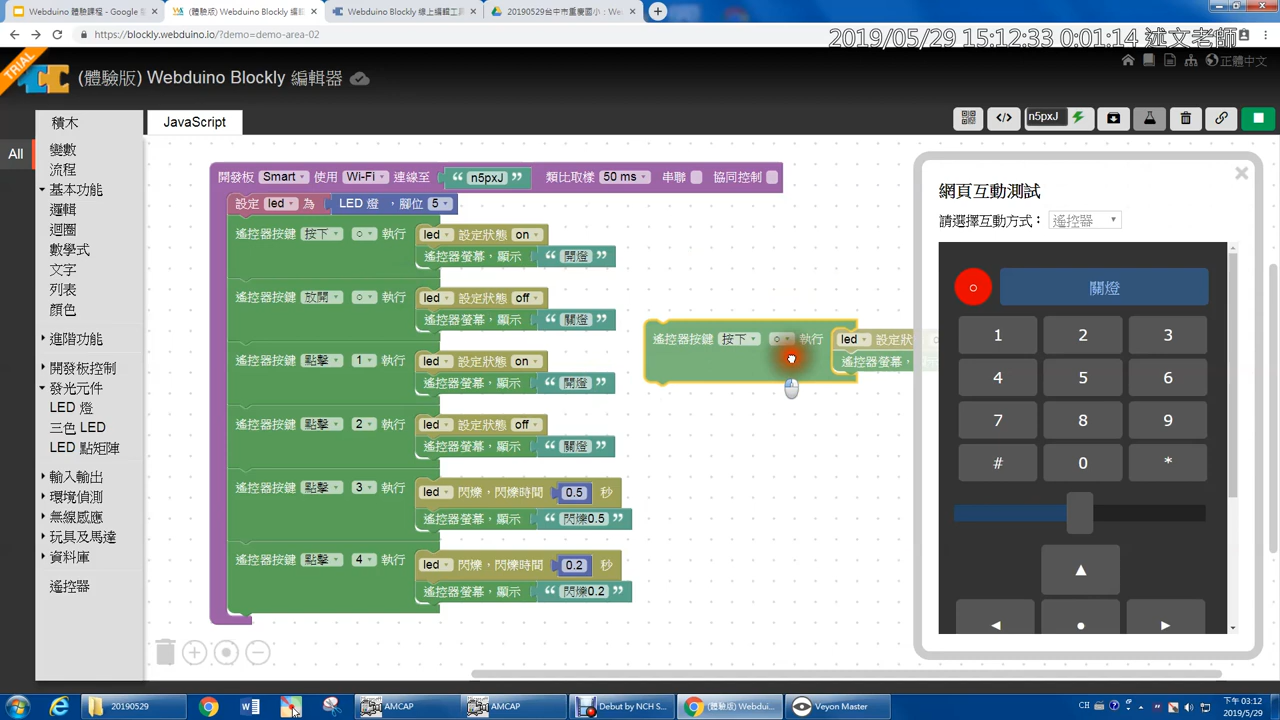 Webduino 體驗課程 - Google
(體驗版) Webduino Blockly 編輯
Webduino Blockly 線上編輯工具
20190529台中市重慶國小：We
https://blockly.webduino.io/?demo=demo-area-02
2019/05/29 15:12:33 0:01:14 述文老師
TRIAL
(體驗版) Webduino Blockly 編輯器
正體中文
積木
JavaScript
</>
n5pxJ
All
變數
流程
基本功能
邏輯
迴圈
數學式
文字
列表
顏色
進階功能
開發板控制
發光元件
LED 燈
三色 LED
LED 點矩陣
輸入輸出
環境偵測
無線感應
玩具及馬達
資料庫
遙控器
開發板 Smart 使用 Wi-Fi 連線至 “ n5pxJ ” 類比取樣 50 ms 串聯 協同控制
設定 led 為 LED 燈 ，腳位 5
遙控器按鍵 按下 ○ 執行 led 設定狀態 on
遙控器螢幕，顯示 “ 開燈 ”
遙控器按鍵 放開 ○ 執行 led 設定狀態 off
遙控器螢幕，顯示 “ 關燈 ”
遙控器按鍵 點擊 1 執行 led 設定狀態 on
遙控器螢幕，顯示 “ 開燈 ”
遙控器按鍵 點擊 2 執行 led 設定狀態 off
遙控器螢幕，顯示 “ 關燈 ”
遙控器按鍵 點擊 3 執行 led 閃爍，閃爍時間 0.5 秒
遙控器螢幕，顯示 “ 閃爍0.5 ”
遙控器按鍵 點擊 4 執行 led 閃爍，閃爍時間 0.2 秒
遙控器螢幕，顯示 “ 閃爍0.2 ”
遙控器按鍵 按下 ○ 執行 led 設定狀
遙控器螢幕，
網頁互動測試
請選擇互動方式： 遙控器
○ 關燈
1 2 3
4 5 6
7 8 9
# 0 *
▲
◄ ● ►
20190529
AMCAP
AMCAP
Debut by NCH S...
(體驗版) Webdui...
Veyon Master
CH
下午 03:12
2019/5/29